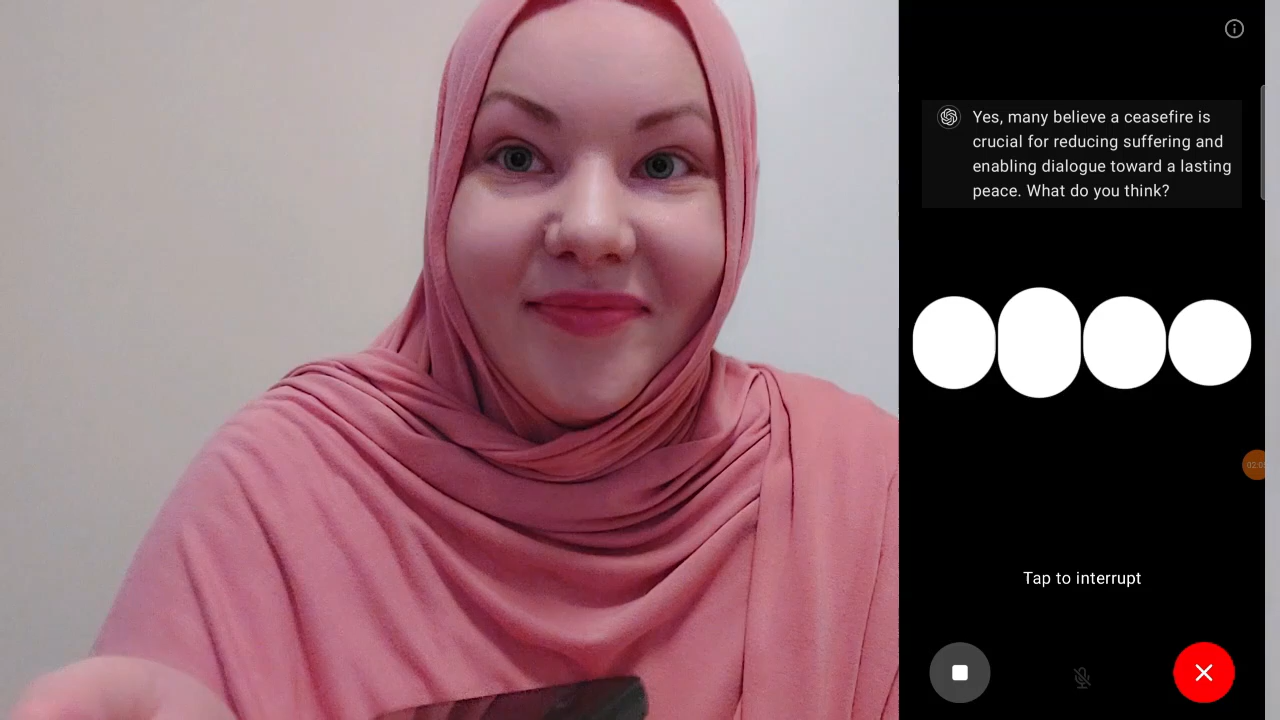 Yes, many believe a ceasefire is
crucial for reducing suffering and
enabling dialogue toward a lasting
peace. What do you think?
Tap to interrupt